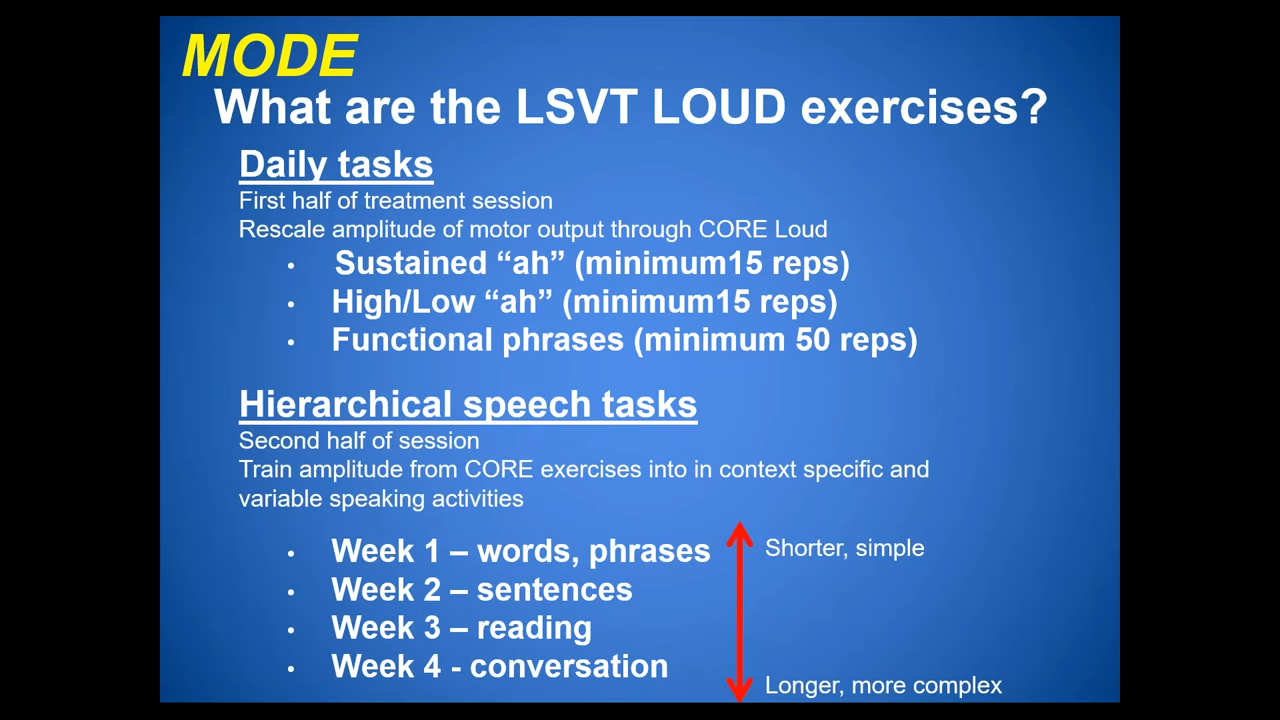 MODE
What are the LSVT LOUD exercises?
Daily tasks
First half of treatment session
Rescale amplitude of motor output through CORE Loud
• Sustained “ah” (minimum15 reps)
• High/Low “ah” (minimum15 reps)
• Functional phrases (minimum 50 reps)
Hierarchical speech tasks
Second half of session
Train amplitude from CORE exercises into in context specific and
variable speaking activities
• Week 1 – words, phrases
Shorter, simple
• Week 2 – sentences
• Week 3 – reading
• Week 4 - conversation
Longer, more complex